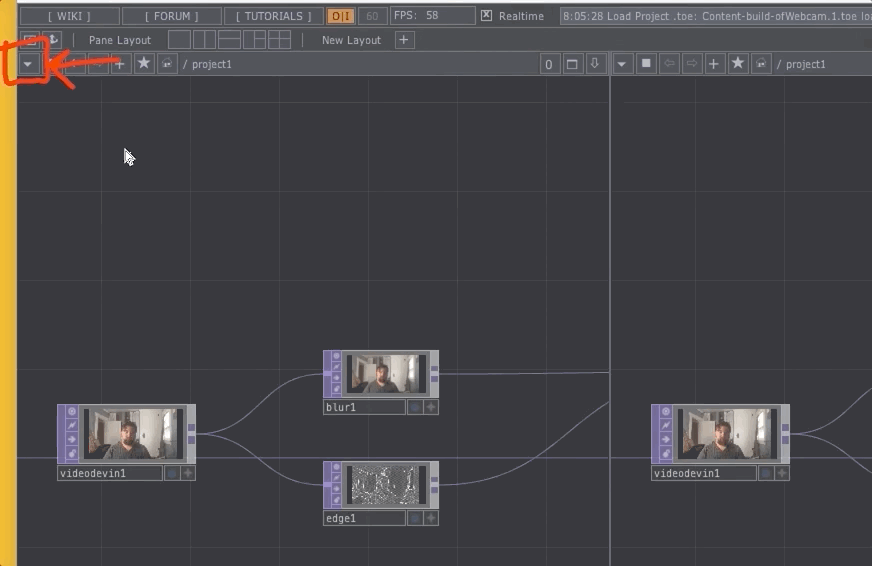 [ WIKI ] [ FORUM ] [ TUTORIALS ] O|I 60 FPS: 58 Realtime 8:05:28 Load Project .toe: Content-build-ofWebcam.1.toe loa
Pane Layout New Layout +
+ / project1 0 + / project1
blur1
videodevin1 videodevin1
edge1